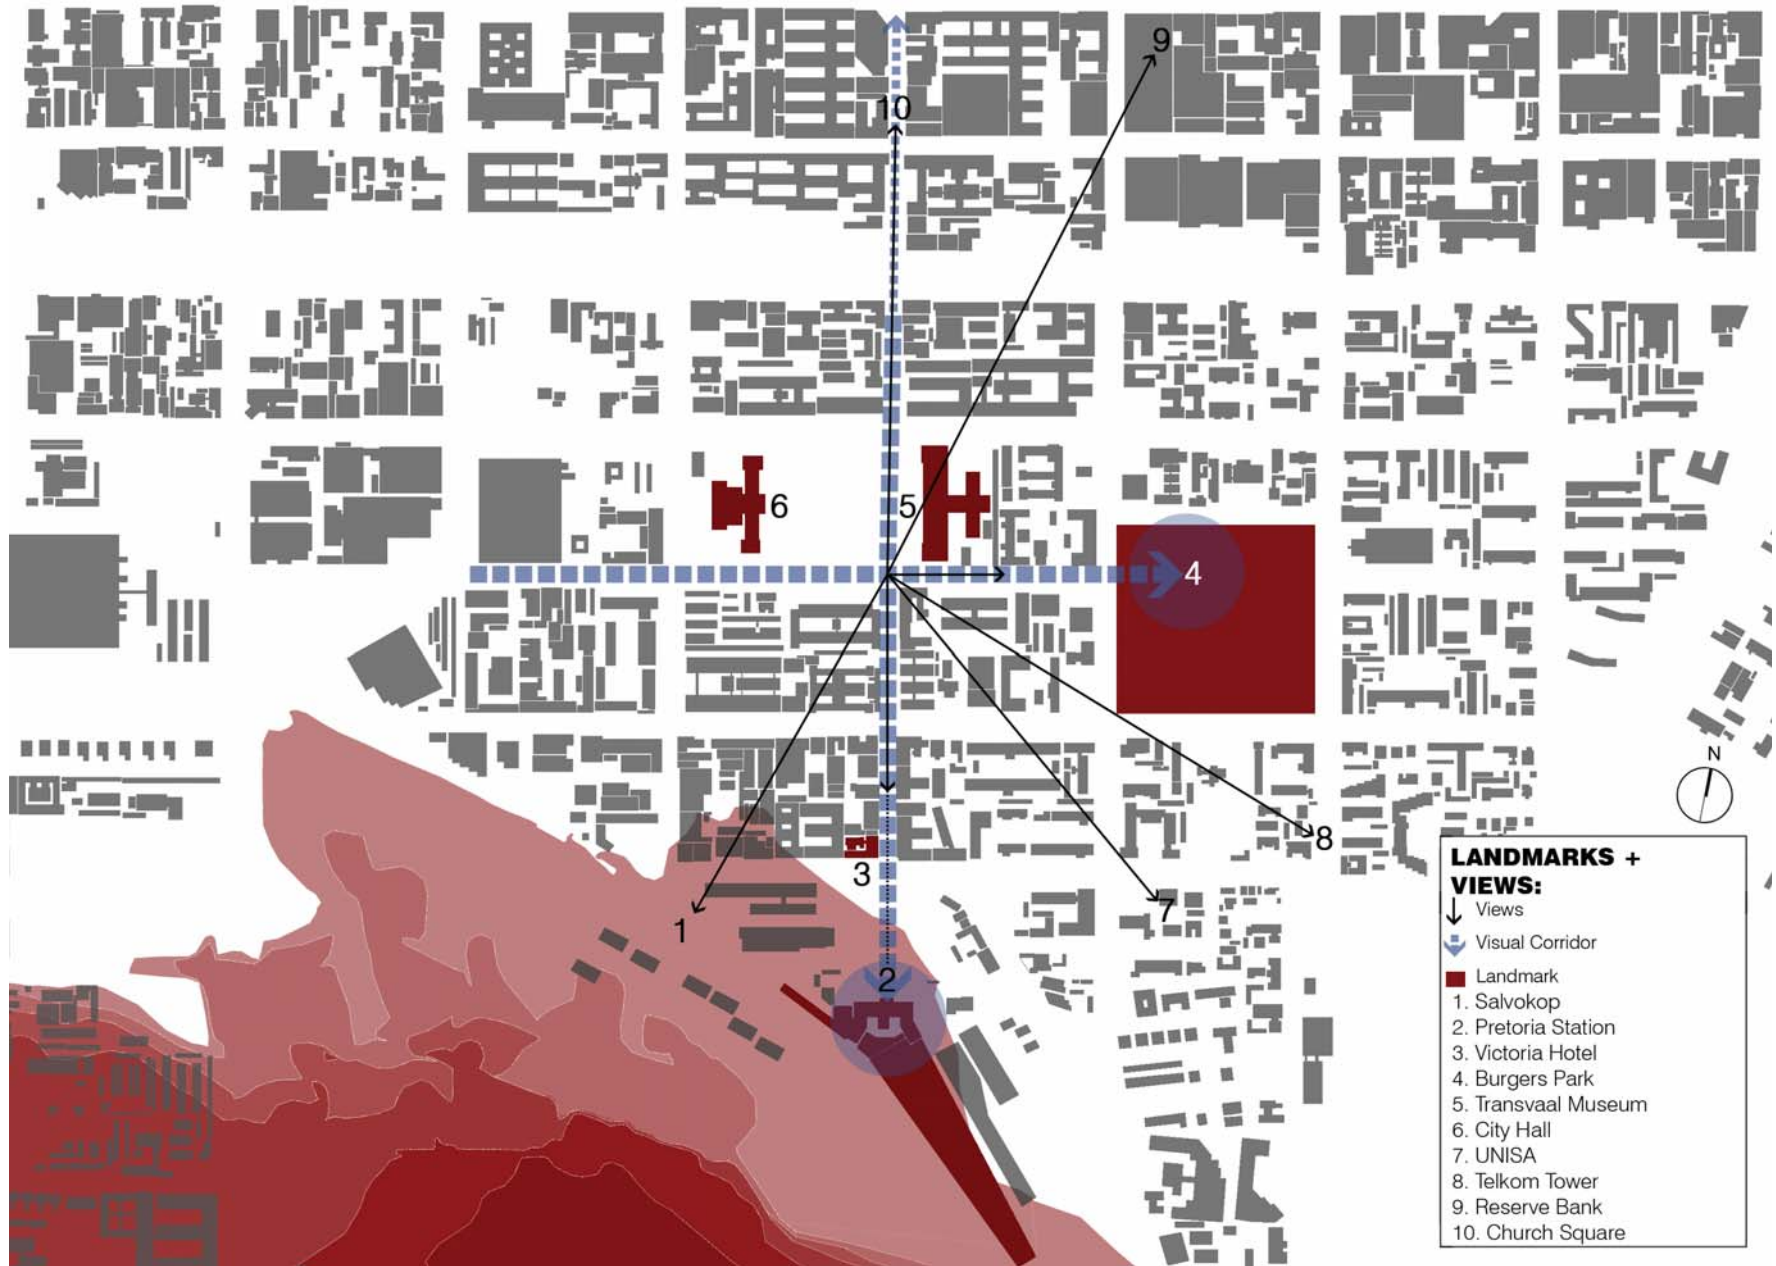 9
10
6
5
4
N
8
3
7
1
2
LANDMARKS +
VIEWS:
Views
Visual Corridor
Landmark
1. Salvokop
2. Pretoria Station
3. Victoria Hotel
4. Burgers Park
5. Transvaal Museum
6. City Hall
7. UNISA
8. Telkom Tower
9. Reserve Bank
10. Church Square